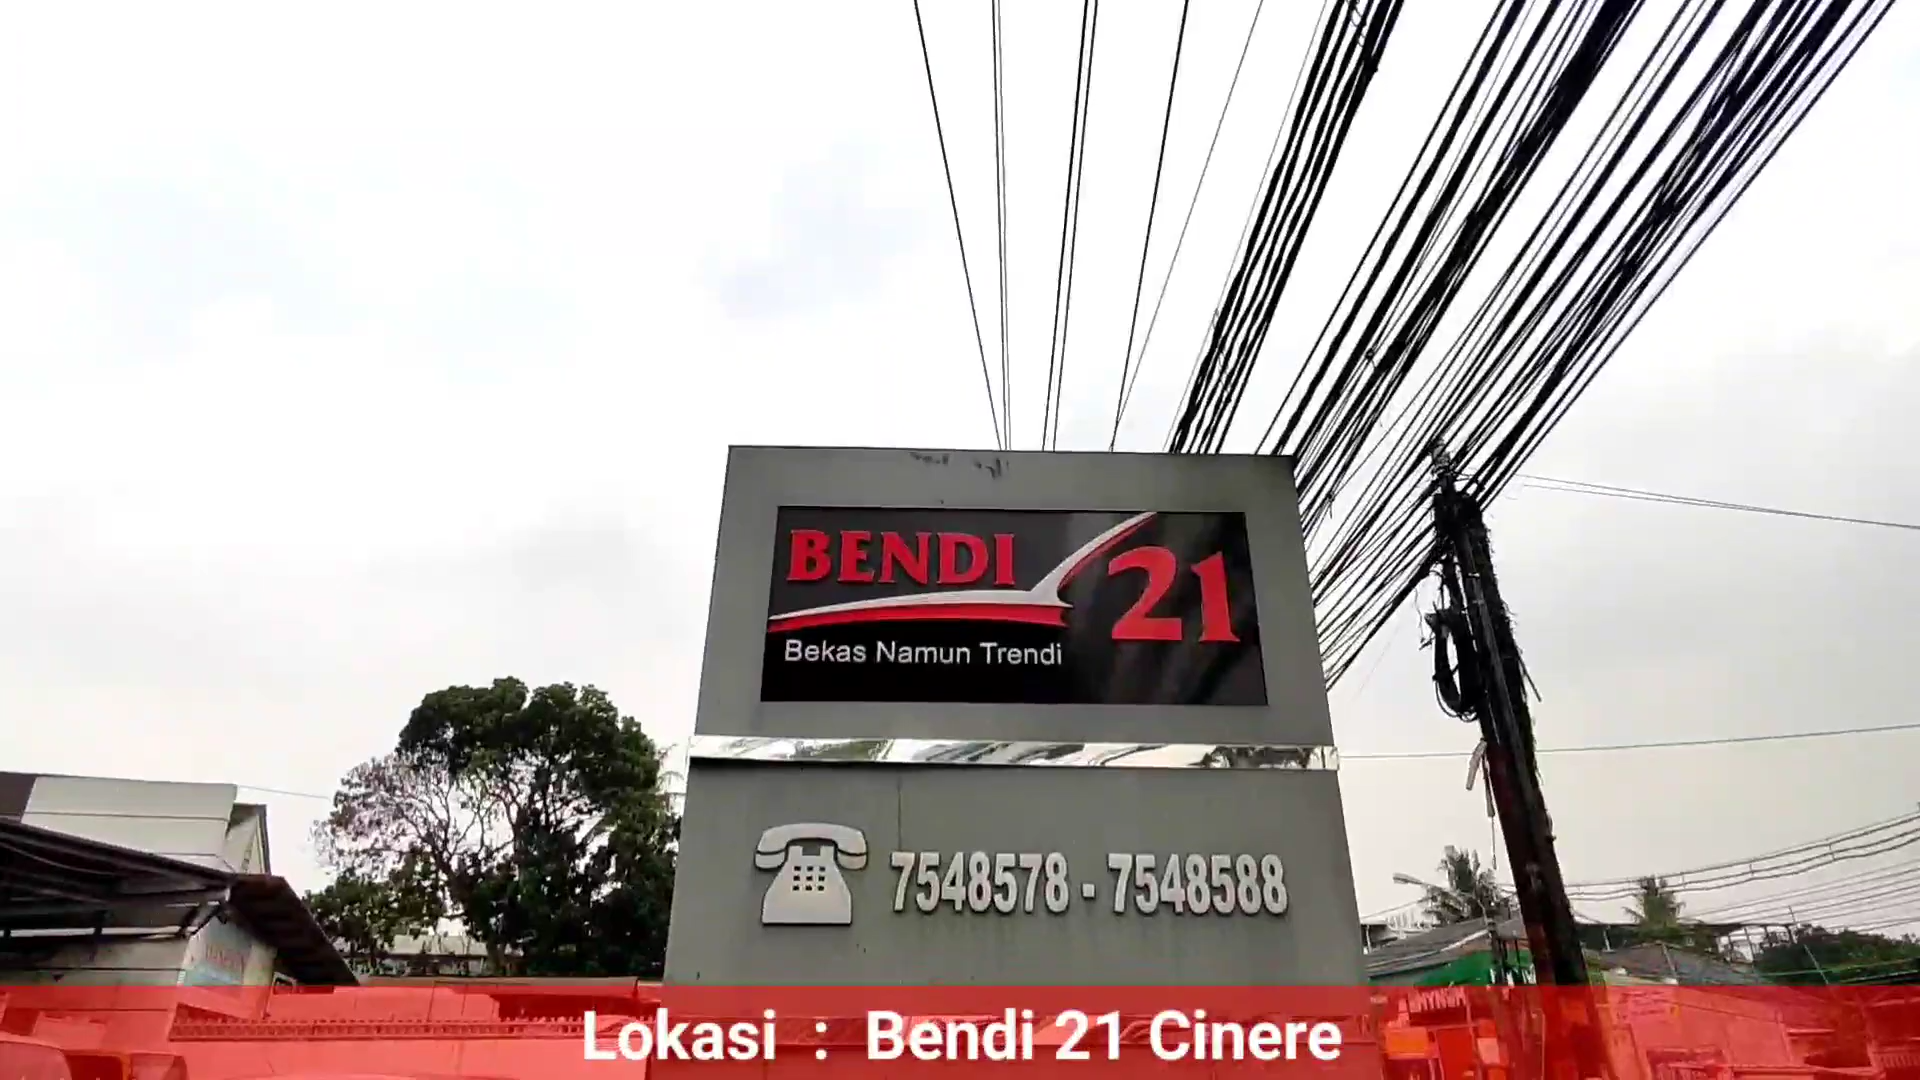 BENDI 21
Bekas Namun Trendi
7548578 - 7548588
Lokasi : Bendi 21 Cinere